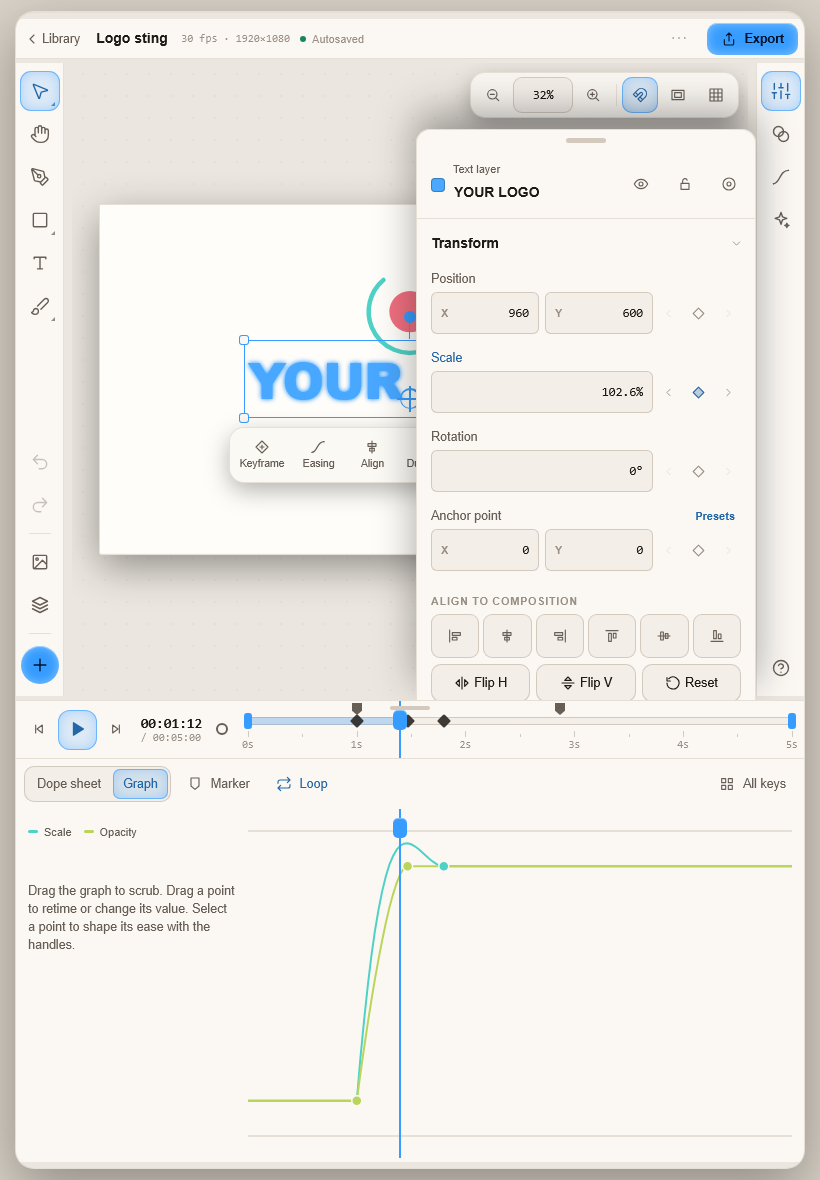 Library
Logo sting
30 fps · 1920×1080
Autosaved
Export
32%
Text layer
YOUR LOGO
Transform
Position
X 960
Y 600
Scale
102.6%
Rotation
0°
Anchor point
Presets
X 0
Y 0
ALIGN TO COMPOSITION
Flip H
Flip V
Reset
YOUR
Keyframe
Easing
Align
00:01:12
/ 00:05:00
0s
1s
2s
3s
4s
5s
Dope sheet
Graph
Marker
Loop
All keys
Scale
Opacity
Drag the graph to scrub. Drag a point
to retime or change its value. Select
a point to shape its ease with the
handles.